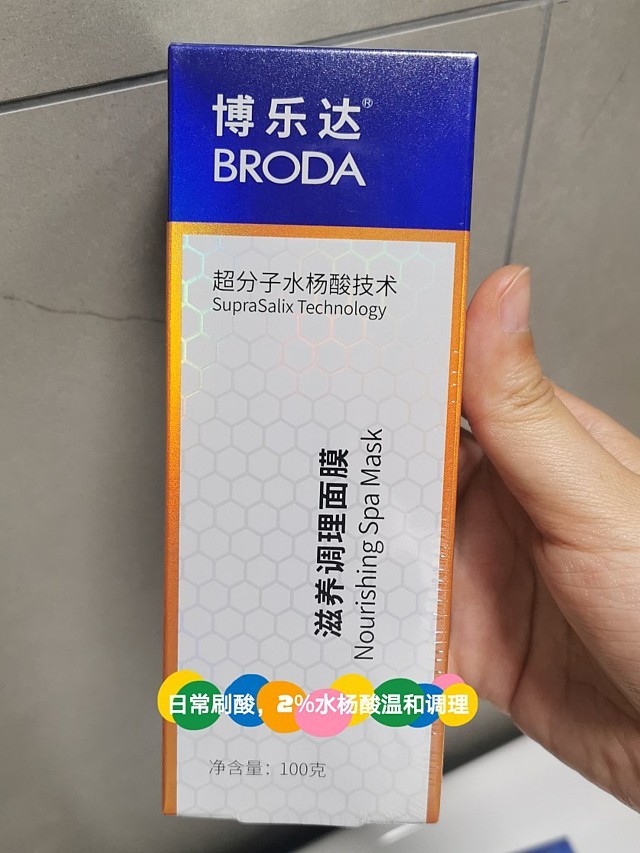 博乐达®
BRODA
超分子水杨酸技术
SupraSalix Technology
滋养调理面膜
Nourishing Spa Mask
日常刷酸，2%水杨酸温和调理
净含量：100克